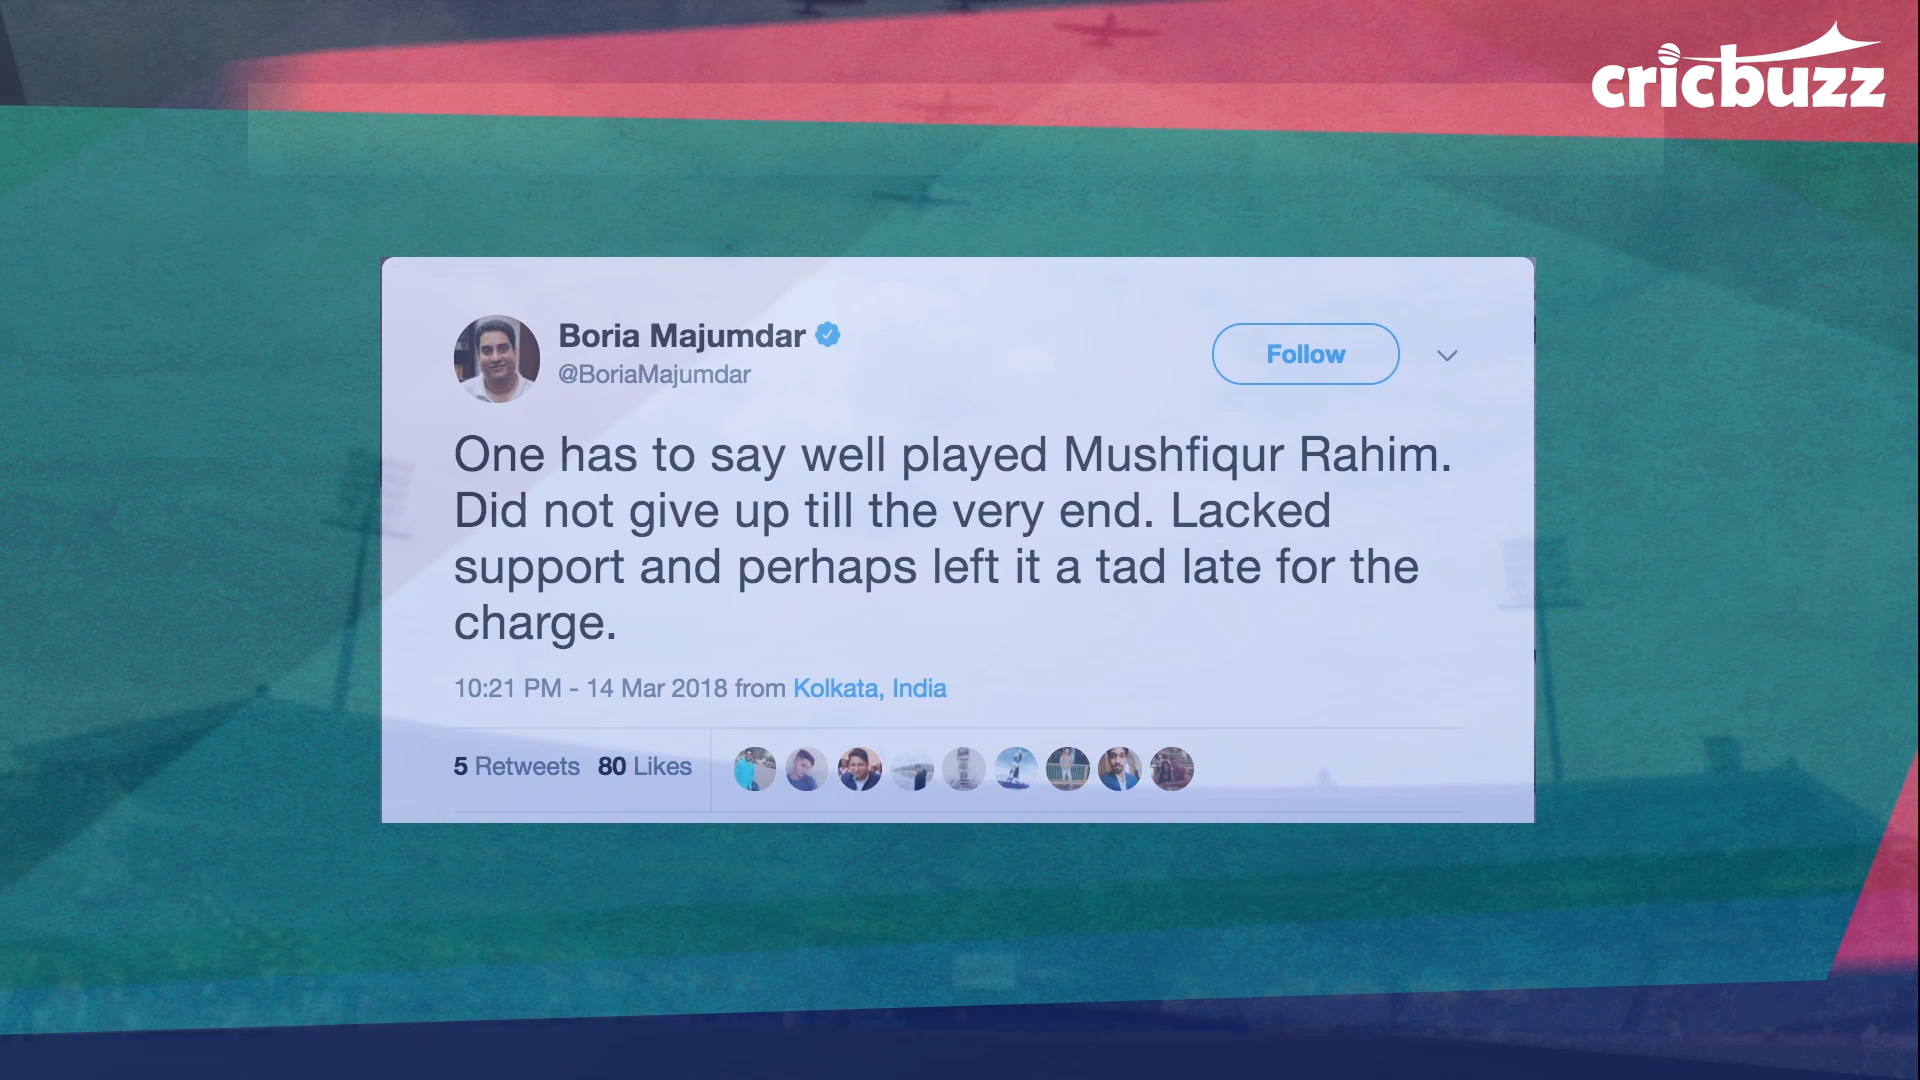 cricbuzz
Boria Majumdar
@BoriaMajumdar
Follow
One has to say well played Mushfiqur Rahim.
Did not give up till the very end. Lacked
support and perhaps left it a tad late for the
charge.
10:21 PM - 14 Mar 2018 from Kolkata, India
5 Retweets 80 Likes